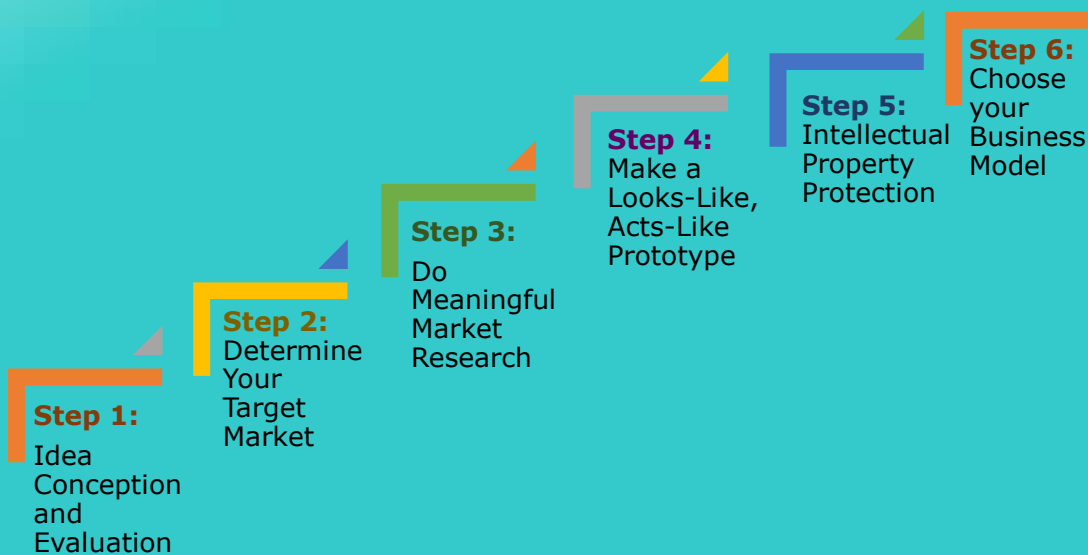 Step 1:
Idea
Conception
and
Evaluation
Step 2:
Determine
Your
Target
Market
Step 3:
Do
Meaningful
Market
Research
Step 4:
Make a
Looks-Like,
Acts-Like
Prototype
Step 5:
Intellectual
Property
Protection
Step 6:
Choose
your
Business
Model